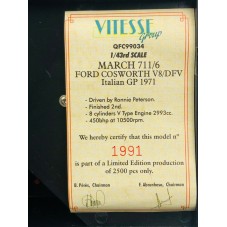 VITESSE
group
QFC99034
1/43rd SCALE
MARCH 711/6
FORD COSWORTH V8/DFV
Italian GP 1971
- Driven by Ronnie Peterson.
- Finished 2nd.
- 8 cylinders V Type Engine 2993cc.
- 450bhp at 10500rpm.
We hereby certify that this model n°
1991
is part of a Limited Edition production
of 2500 pcs only.
Chairman Chairman